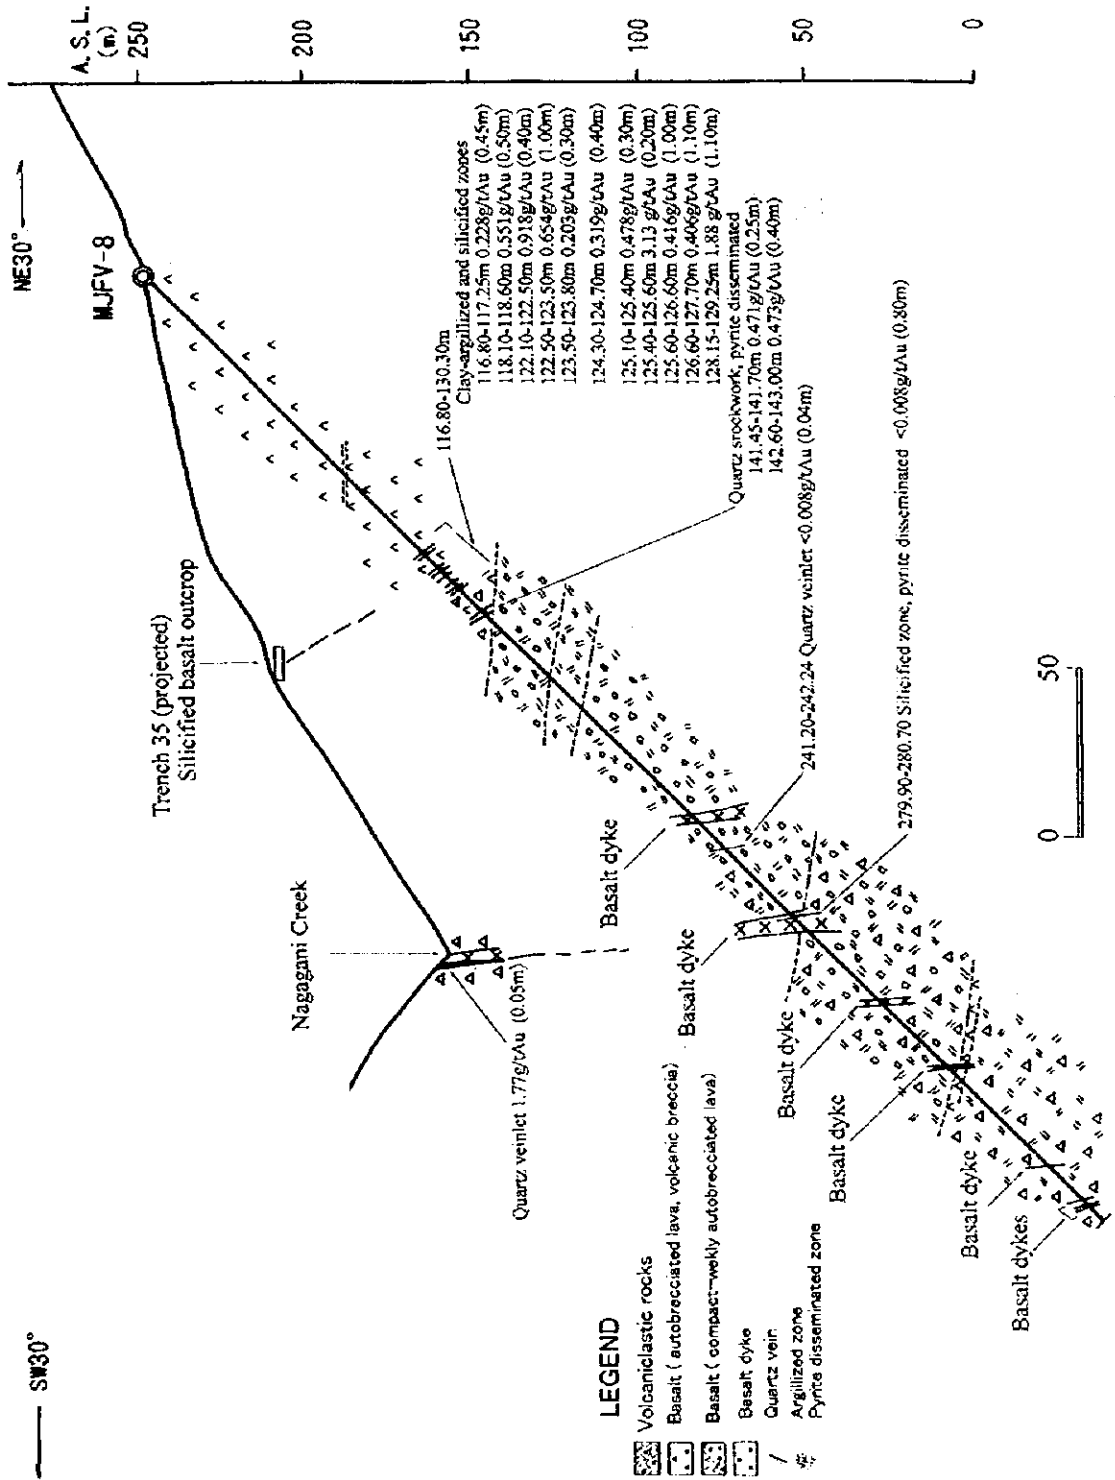 SW30°
NE30°
A. S. L.
(m)
250
200
150
100
50
0
MJFV-8
Trench 35 (projected)
Silicified basalt outcrop
Nagagani Creek
Quartz veinlet 1.77g/tAu (0.05m)
116.80-130.30m
Clay-argillized and silicified zones
116.80-117.25m 0.228g/tAu (0.45m)
118.10-118.60m 0.551g/tAu (0.50m)
122.10-122.50m 0.918g/tAu (0.40m)
122.50-123.50m 0.654g/tAu (1.00m)
123.50-123.80m 0.203g/tAu (0.30m)
124.30-124.70m 0.319g/tAu (0.40m)
125.10-125.40m 0.478g/tAu (0.30m)
125.40-125.60m 3.13 g/tAu (0.20m)
125.60-126.60m 0.416g/tAu (1.00m)
126.60-127.70m 0.406g/tAu (1.10m)
128.15-129.25m 1.88 g/tAu (1.10m)
Quartz srockwork, pyrite disseminated
141.45-141.70m 0.471g/tAu (0.25m)
142.60-143.00m 0.473g/tAu (0.40m)
241.20-242.24 Quartz veinlet <0.008g/tAu (0.04m)
279.90-280.70 Silicified zone, pyrite disseminated <0.008g/tAu (0.80m)
Basalt dyke
Basalt dyke
Basalt dyke
Basalt dyke
Basalt dyke
Basalt dykes
0
50
LEGEND
Volcaniclastic rocks
Basalt ( autobrecciated lava, volcanic breccia)
Basalt ( compact-wekly autobrecciated lava)
Basalt dyke
Quartz vein
Argillized zone
Pyrite disseminated zone